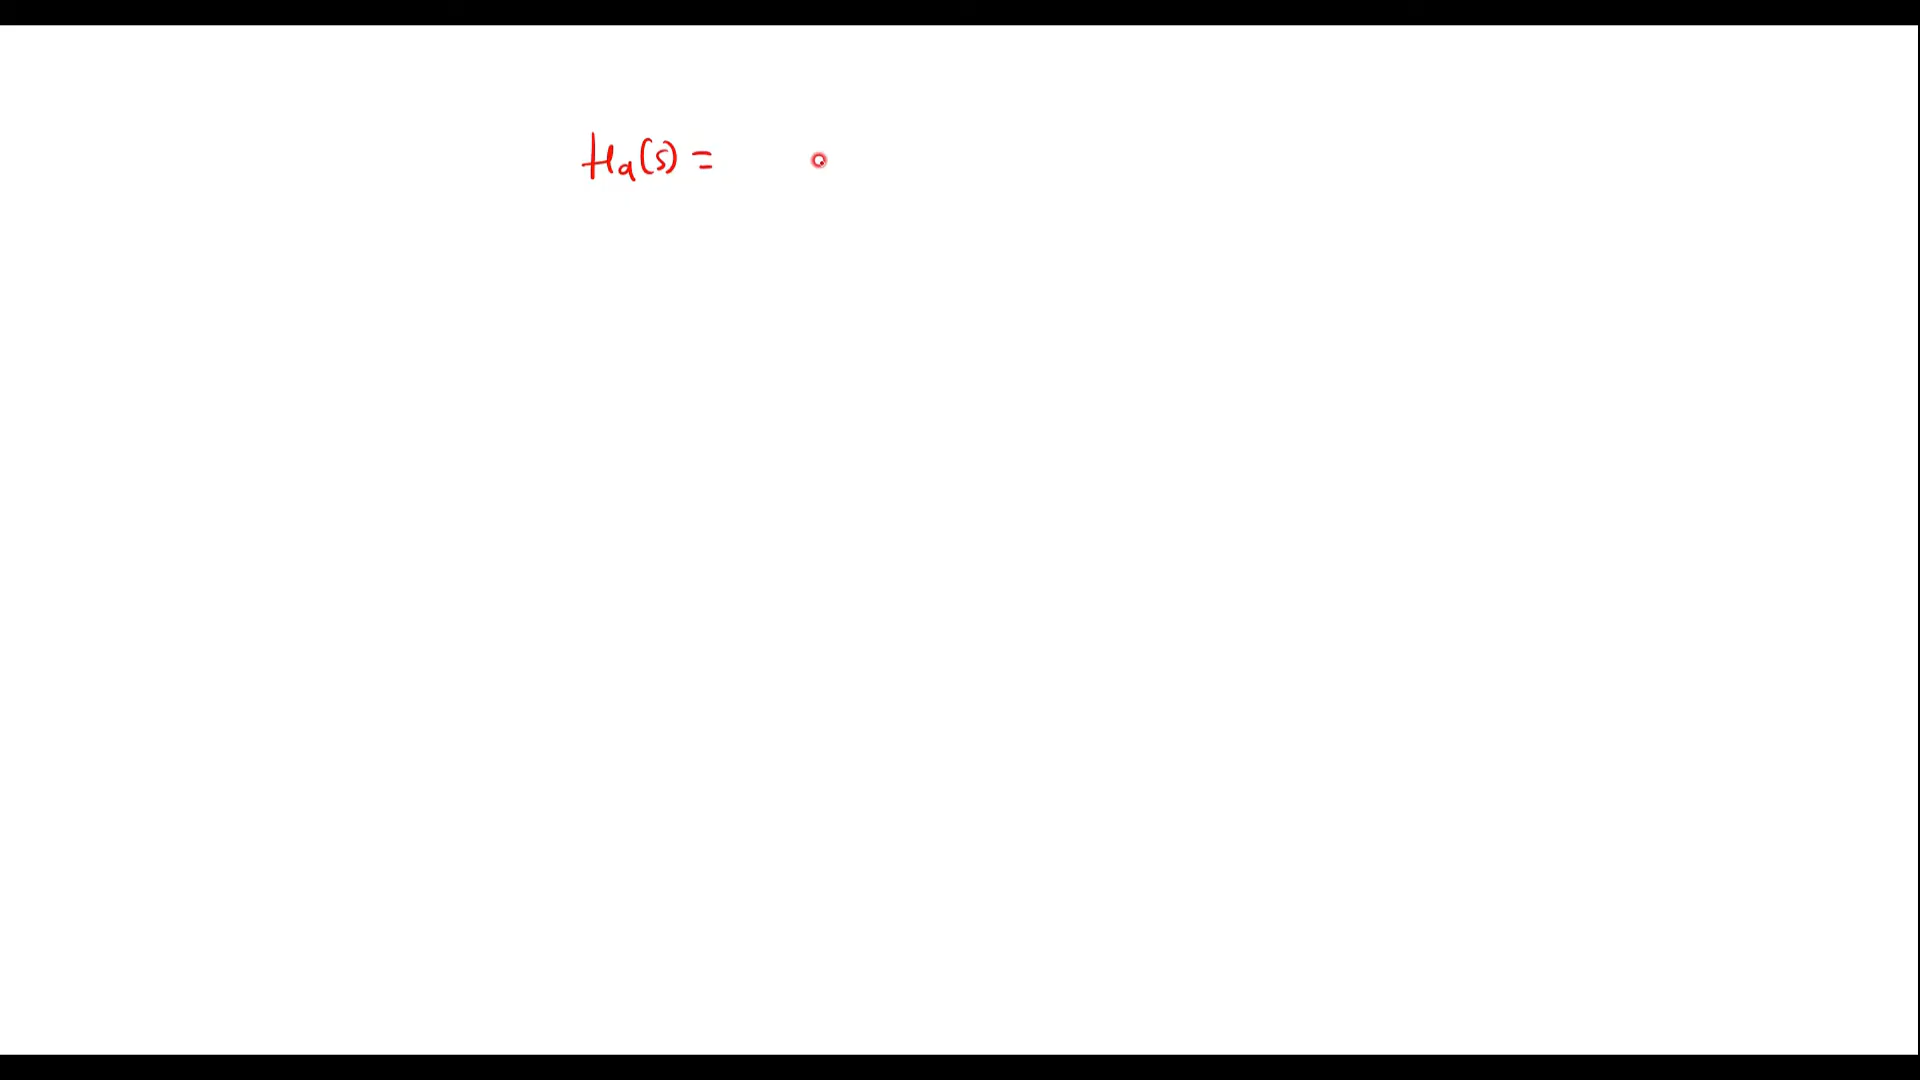 Ha(s) =